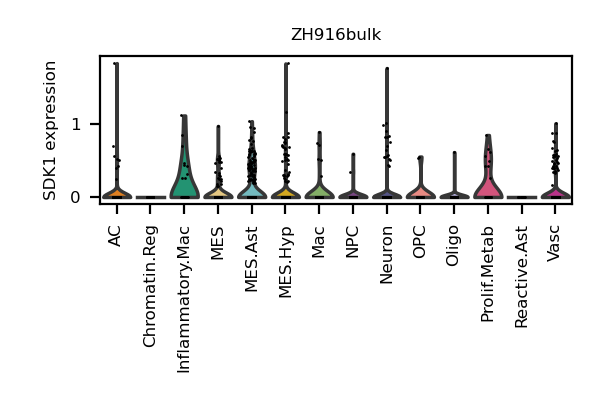 ZH916bulk
SDK1 expression
1
0
AC
Chromatin.Reg
Inflammatory.Mac
MES
MES.Ast
MES.Hyp
Mac
NPC
Neuron
OPC
Oligo
Prolif.Metab
Reactive.Ast
Vasc